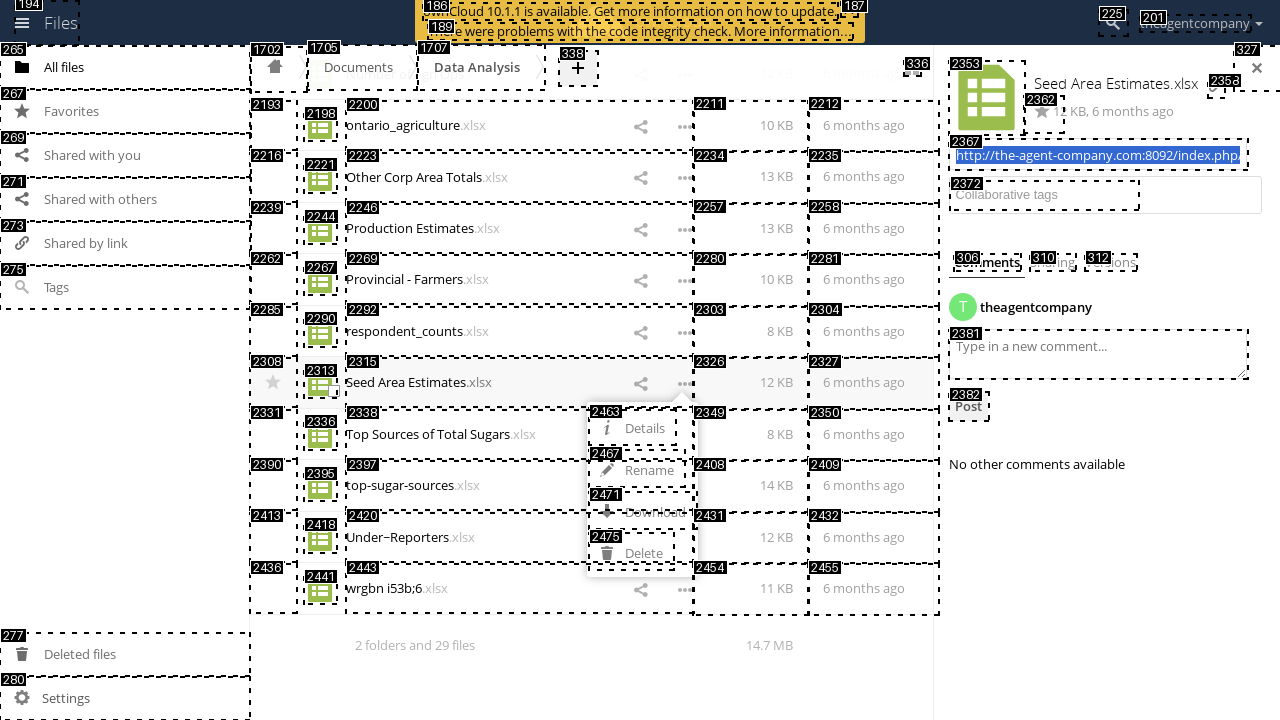 194
Files
186
ownCloud 10.1.1 is available. Get more information on how to update.
187
189
There were problems with the code integrity check. More information…
225
201
theagentcompany
265
All files
267
Favorites
269
Shared with you
271
Shared with others
273
Shared by link
275
Tags
277
Deleted files
280
Settings
1702
1705
Documents
1707
Data Analysis
338
+
336
327
2193
2198
2200
ontario_agriculture.xlsx
2211
10 KB
2212
6 months ago
2216
2221
2223
Other Corp Area Totals.xlsx
2234
13 KB
2235
6 months ago
2239
2244
2246
Production Estimates.xlsx
2257
13 KB
2258
6 months ago
2262
2267
2269
Provincial - Farmers.xlsx
2280
10 KB
2281
6 months ago
2285
2290
2292
respondent_counts.xlsx
2303
8 KB
2304
6 months ago
2308
2313
2315
Seed Area Estimates.xlsx
2326
12 KB
2327
6 months ago
2331
2336
2338
Top Sources of Total Sugars.xlsx
2349
8 KB
2350
6 months ago
2390
2395
2397
top-sugar-sources.xlsx
2408
14 KB
2409
6 months ago
2413
2418
2420
Under~Reporters.xlsx
2431
12 KB
2432
6 months ago
2436
2441
2443
wrgbn i53b;6.xlsx
2454
11 KB
2455
6 months ago
2463
Details
2467
Rename
2471
Download
2475
Delete
2 folders and 29 files
14.7 MB
2353
Seed Area Estimates.xlsx
2358
2362
12 KB, 6 months ago
2367
http://the-agent-company.com:8092/index.php/
2372
Collaborative tags
306
Comments
310
Sharing
312
Versions
T
theagentcompany
2381
Type in a new comment...
2382
Post
No other comments available